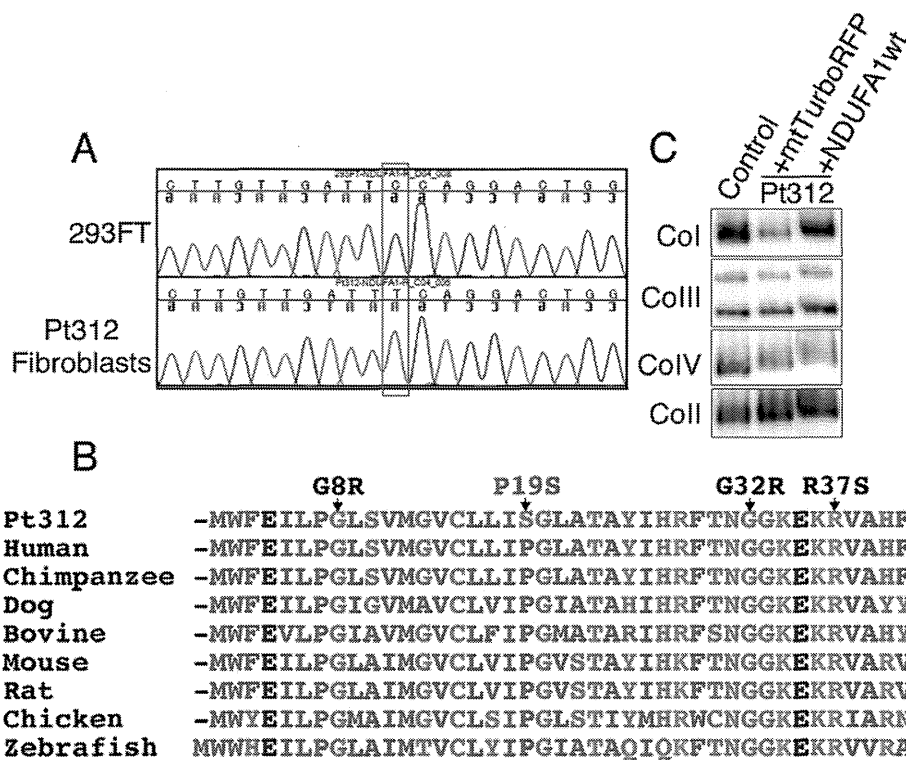 A
C
Control
+mtTurboRFP
+NDUFA1wt
Pt312
293FT
C T T G T T G A T T C C A G G A C T G G
Pt312
Fibroblasts
C T T G T T G A T T T C A G G A C T G G
CoI
CoIII
CoIV
CoII
B
G8R P19S G32R R37S
Pt312 -MWFEILPGLSVMGVCLLISGLATAYIHRFTNGGKEKRVAHF
Human -MWFEILPGLSVMGVCLLIPGLATAYIHRFTNGGKEKRVAHF
Chimpanzee -MWFEILPGLSVMGVCLLIPGLATAYIHRFTNGGKEKRVAHF
Dog -MWFEILPGIGVMAVCLVIPGIATAHIHRFTNGGKEKRVAYY
Bovine -MWFEVLPGIAVMGVCLFIPGMATARIHRFSNGGKEKRVAHY
Mouse -MWFEILPGLAIMGVCLVIPGVSTAYIHKFTNGGKEKRVARV
Rat -MWFEILPGLAIMGVCLVIPGVSTAYIHKFTNGGKEKRVARV
Chicken -MWYEILPGMAIMGVCLSIPGLSTIYMHRWCNGGKEKRIARN
Zebrafish MWWHEILPGLAIMTVCLYIPGIATAQIQKFTNGGKEKRVVRA